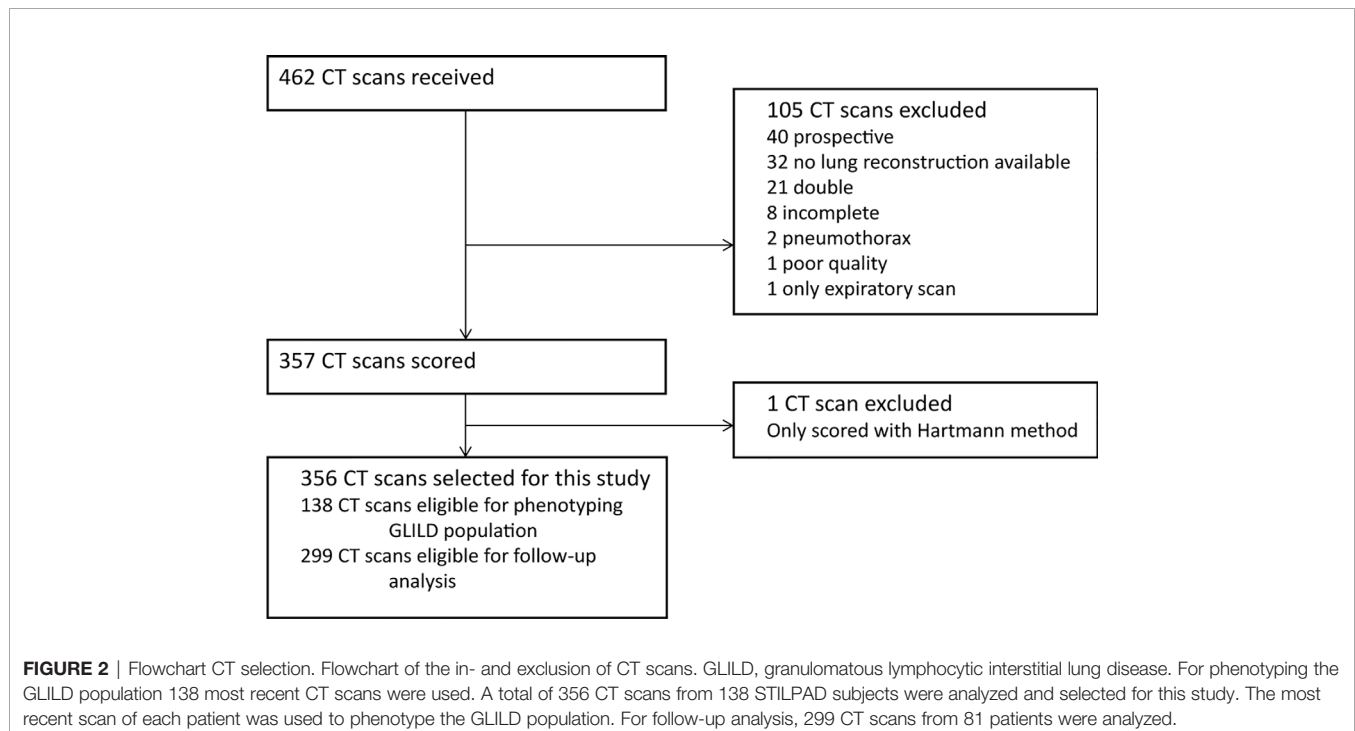 462 CT scans received
105 CT scans excluded
40 prospective
32 no lung reconstruction available
21 double
8 incomplete
2 pneumothorax
1 poor quality
1 only expiratory scan
357 CT scans scored
1 CT scan excluded
Only scored with Hartmann method
356 CT scans selected for this study
138 CT scans eligible for phenotyping
GLILD population
299 CT scans eligible for follow-up
analysis
FIGURE 2 | Flowchart CT selection. Flowchart of the in- and exclusion of CT scans. GLILD, granulomatous lymphocytic interstitial lung disease. For phenotyping the
GLILD population 138 most recent CT scans were used. A total of 356 CT scans from 138 STILPAD subjects were analyzed and selected for this study. The most
recent scan of each patient was used to phenotype the GLILD population. For follow-up analysis, 299 CT scans from 81 patients were analyzed.